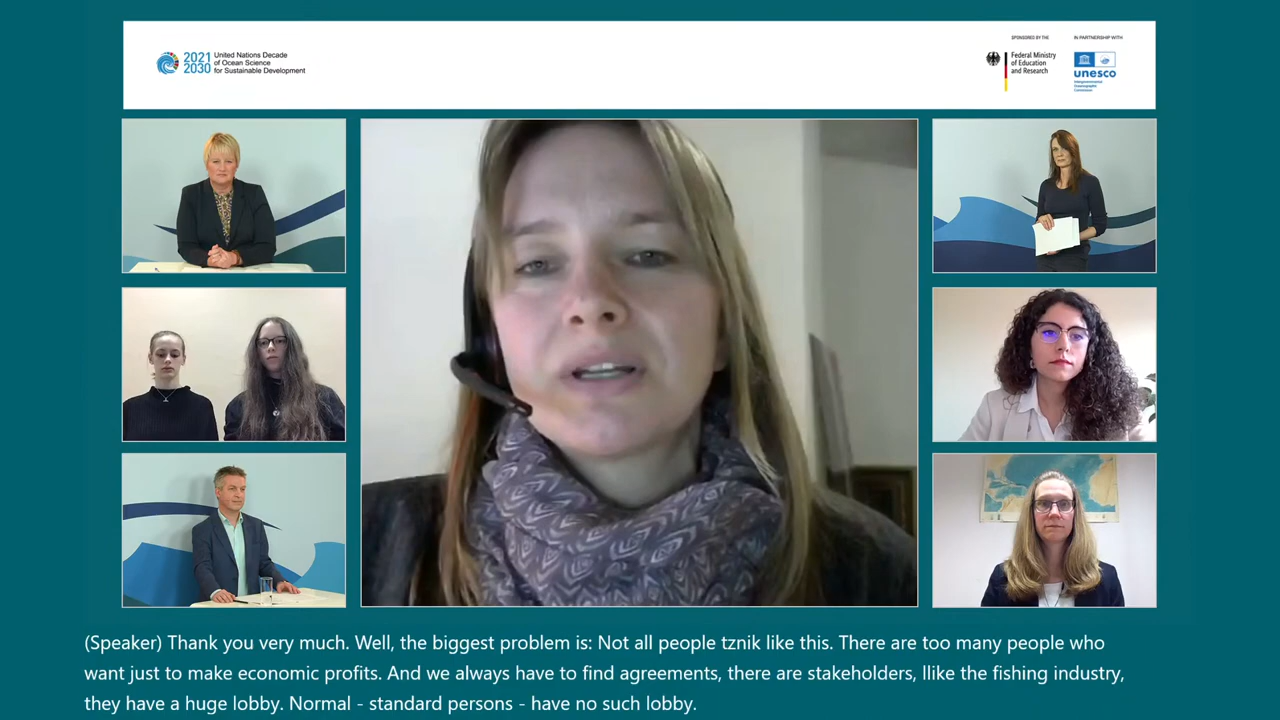 2021
2030
United Nations Decade
of Ocean Science
for Sustainable Development
SPONSORED BY THE
Federal Ministry
of Education
and Research
IN PARTNERSHIP WITH
unesco
Intergovernmental
Oceanographic
Commission
(Speaker) Thank you very much. Well, the biggest problem is: Not all people tznik like this. There are too many people who
want just to make economic profits. And we always have to find agreements, there are stakeholders, llike the fishing industry,
they have a huge lobby. Normal - standard persons - have no such lobby.